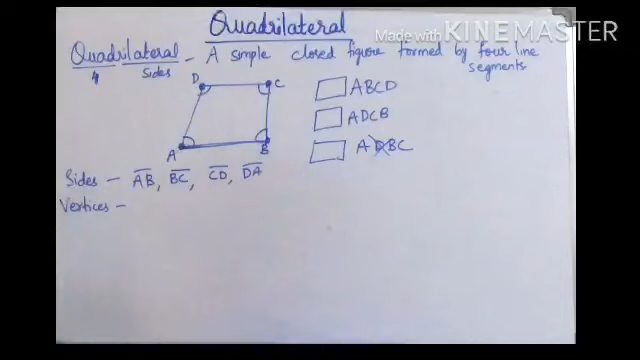 Quadrilateral
Made with KINEMASTER
Quadrilateral - A simple closed figure formed by four line
4 sides segments
D C
A B
ABCD
ADCB
ADBC
Sides - AB, BC, CD, DA
Vertices -